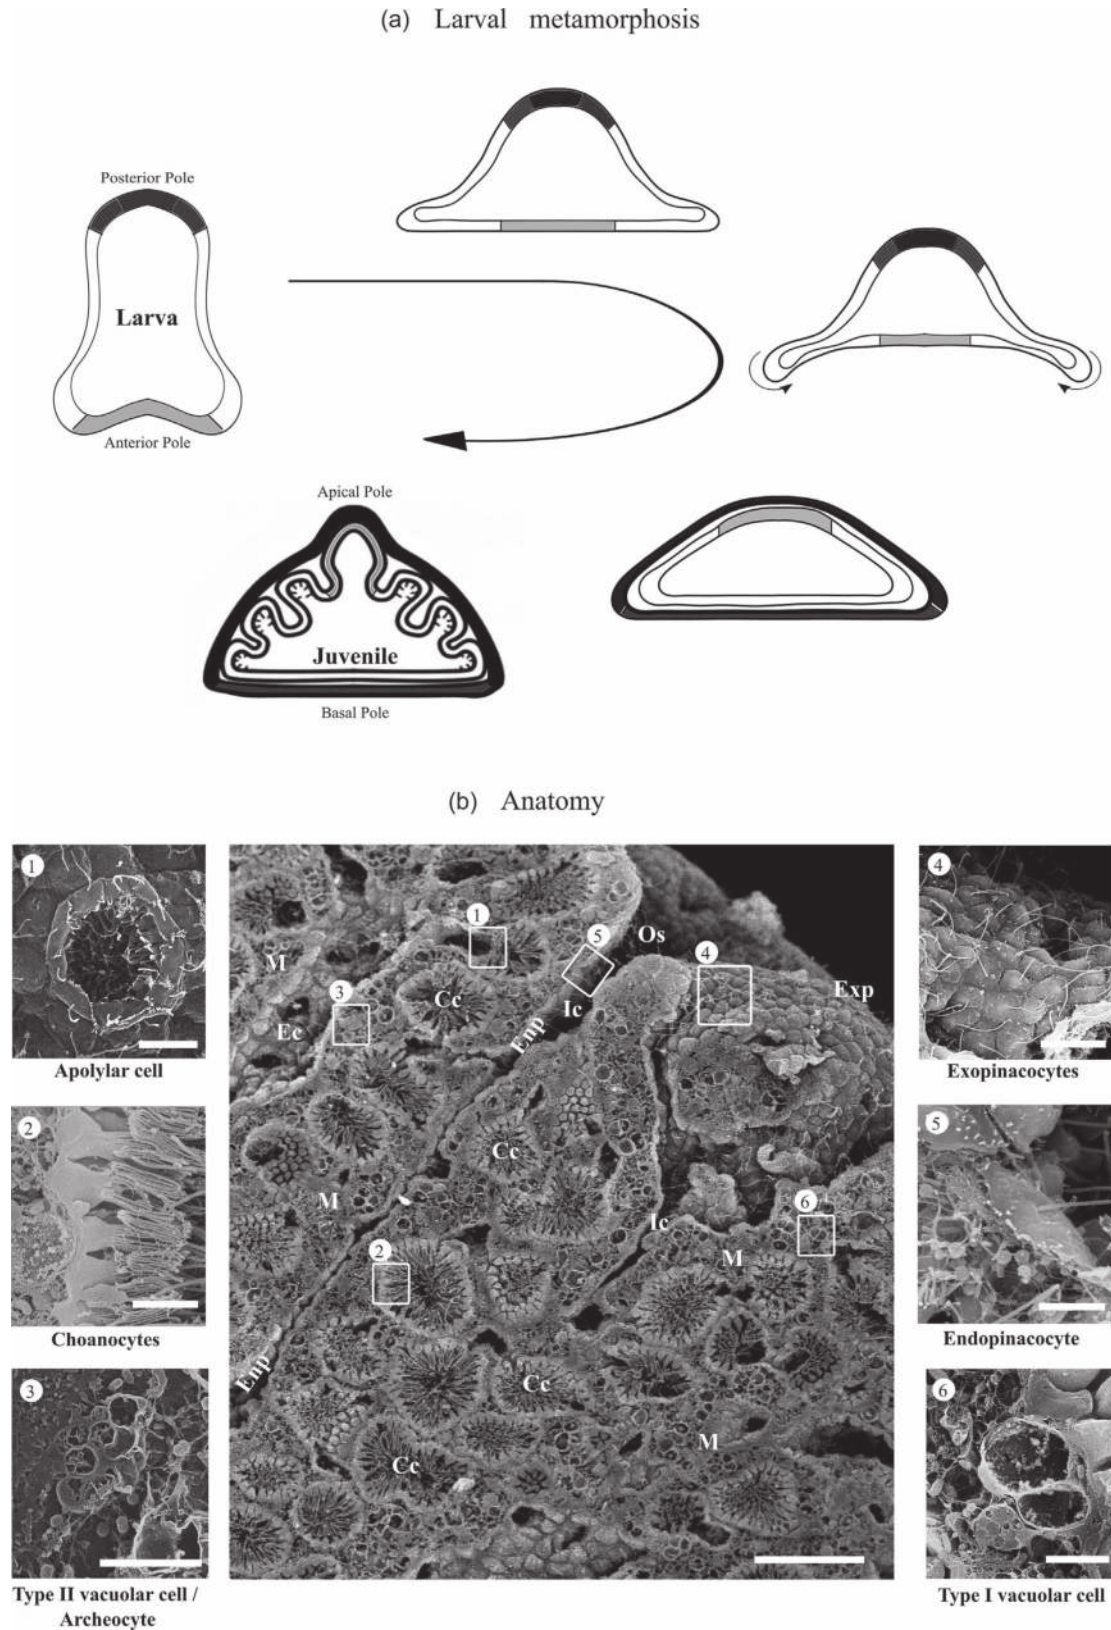 (a) Larval metamorphosis
Posterior Pole
Larva
Anterior Pole
Apical Pole
Juvenile
Basal Pole
(b) Anatomy
1
Apolylar cell
2
Choanocytes
3
Type II vacuolar cell /
Archeocyte
M
1
5
Os
4
3
Cc
Ic
Exp
Ec
Enp
Cc
M
Ic
6
2
M
Enp
Cc
M
Cc
4
Exopinacocytes
5
Endopinacocyte
6
Type I vacuolar cell